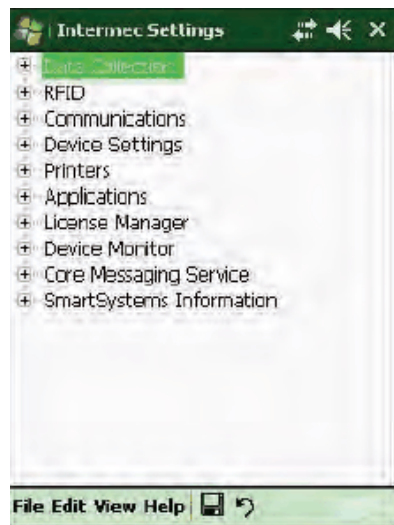 Intermec Settings
Data Collection
RFID
Communications
Device Settings
Printers
Applications
License Manager
Device Monitor
Core Messaging Service
SmartSystems Information
File Edit View Help